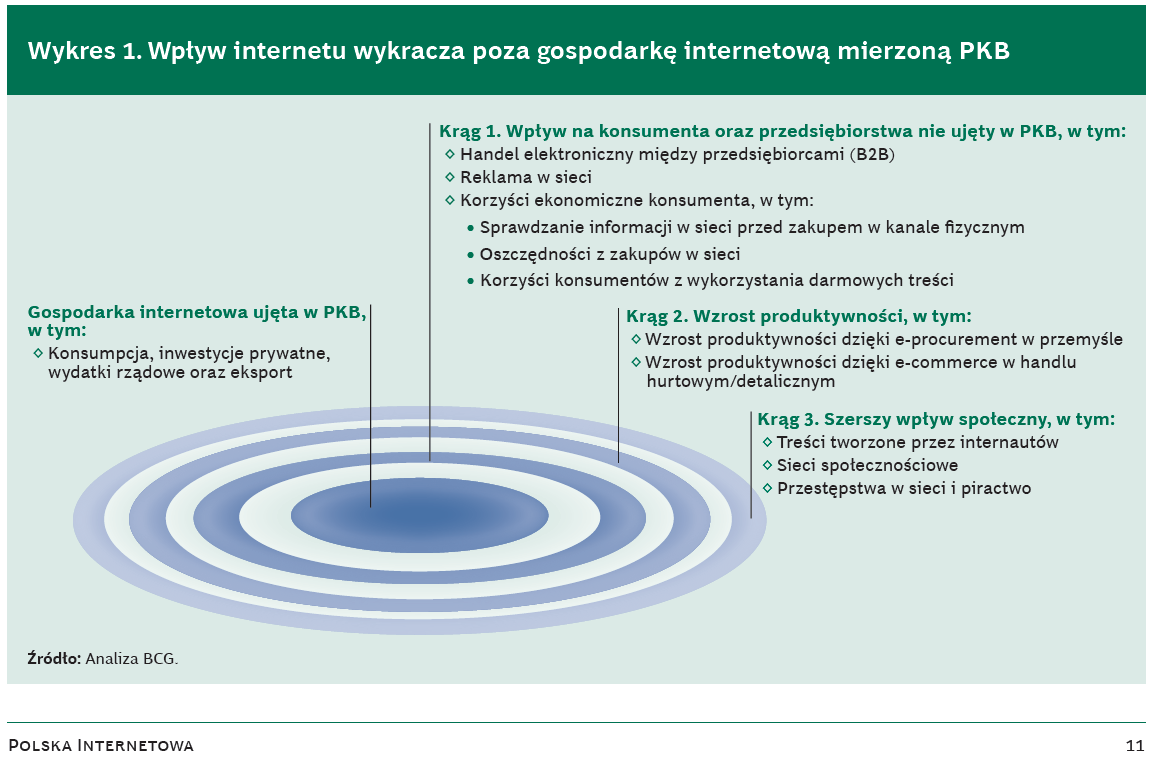 Wykres 1. Wpływ internetu wykracza poza gospodarkę internetową mierzoną PKB
Krąg 1. Wpływ na konsumenta oraz przedsiębiorstwa nie ujęty w PKB, w tym:
◇ Handel elektroniczny między przedsiębiorcami (B2B)
◇ Reklama w sieci
◇ Korzyści ekonomiczne konsumenta, w tym:
• Sprawdzanie informacji w sieci przed zakupem w kanale fizycznym
• Oszczędności z zakupów w sieci
• Korzyści konsumentów z wykorzystania darmowych treści
Gospodarka internetowa ujęta w PKB,
w tym:
◇ Konsumpcja, inwestycje prywatne,
wydatki rządowe oraz eksport
Krąg 2. Wzrost produktywności, w tym:
◇ Wzrost produktywności dzięki e-procurement w przemyśle
◇ Wzrost produktywności dzięki e-commerce w handlu
hurtowym/detalicznym
Krąg 3. Szerszy wpływ społeczny, w tym:
◇ Treści tworzone przez internautów
◇ Sieci społecznościowe
◇ Przestępstwa w sieci i piractwo
Źródło: Analiza BCG.
Polska Internetowa
11